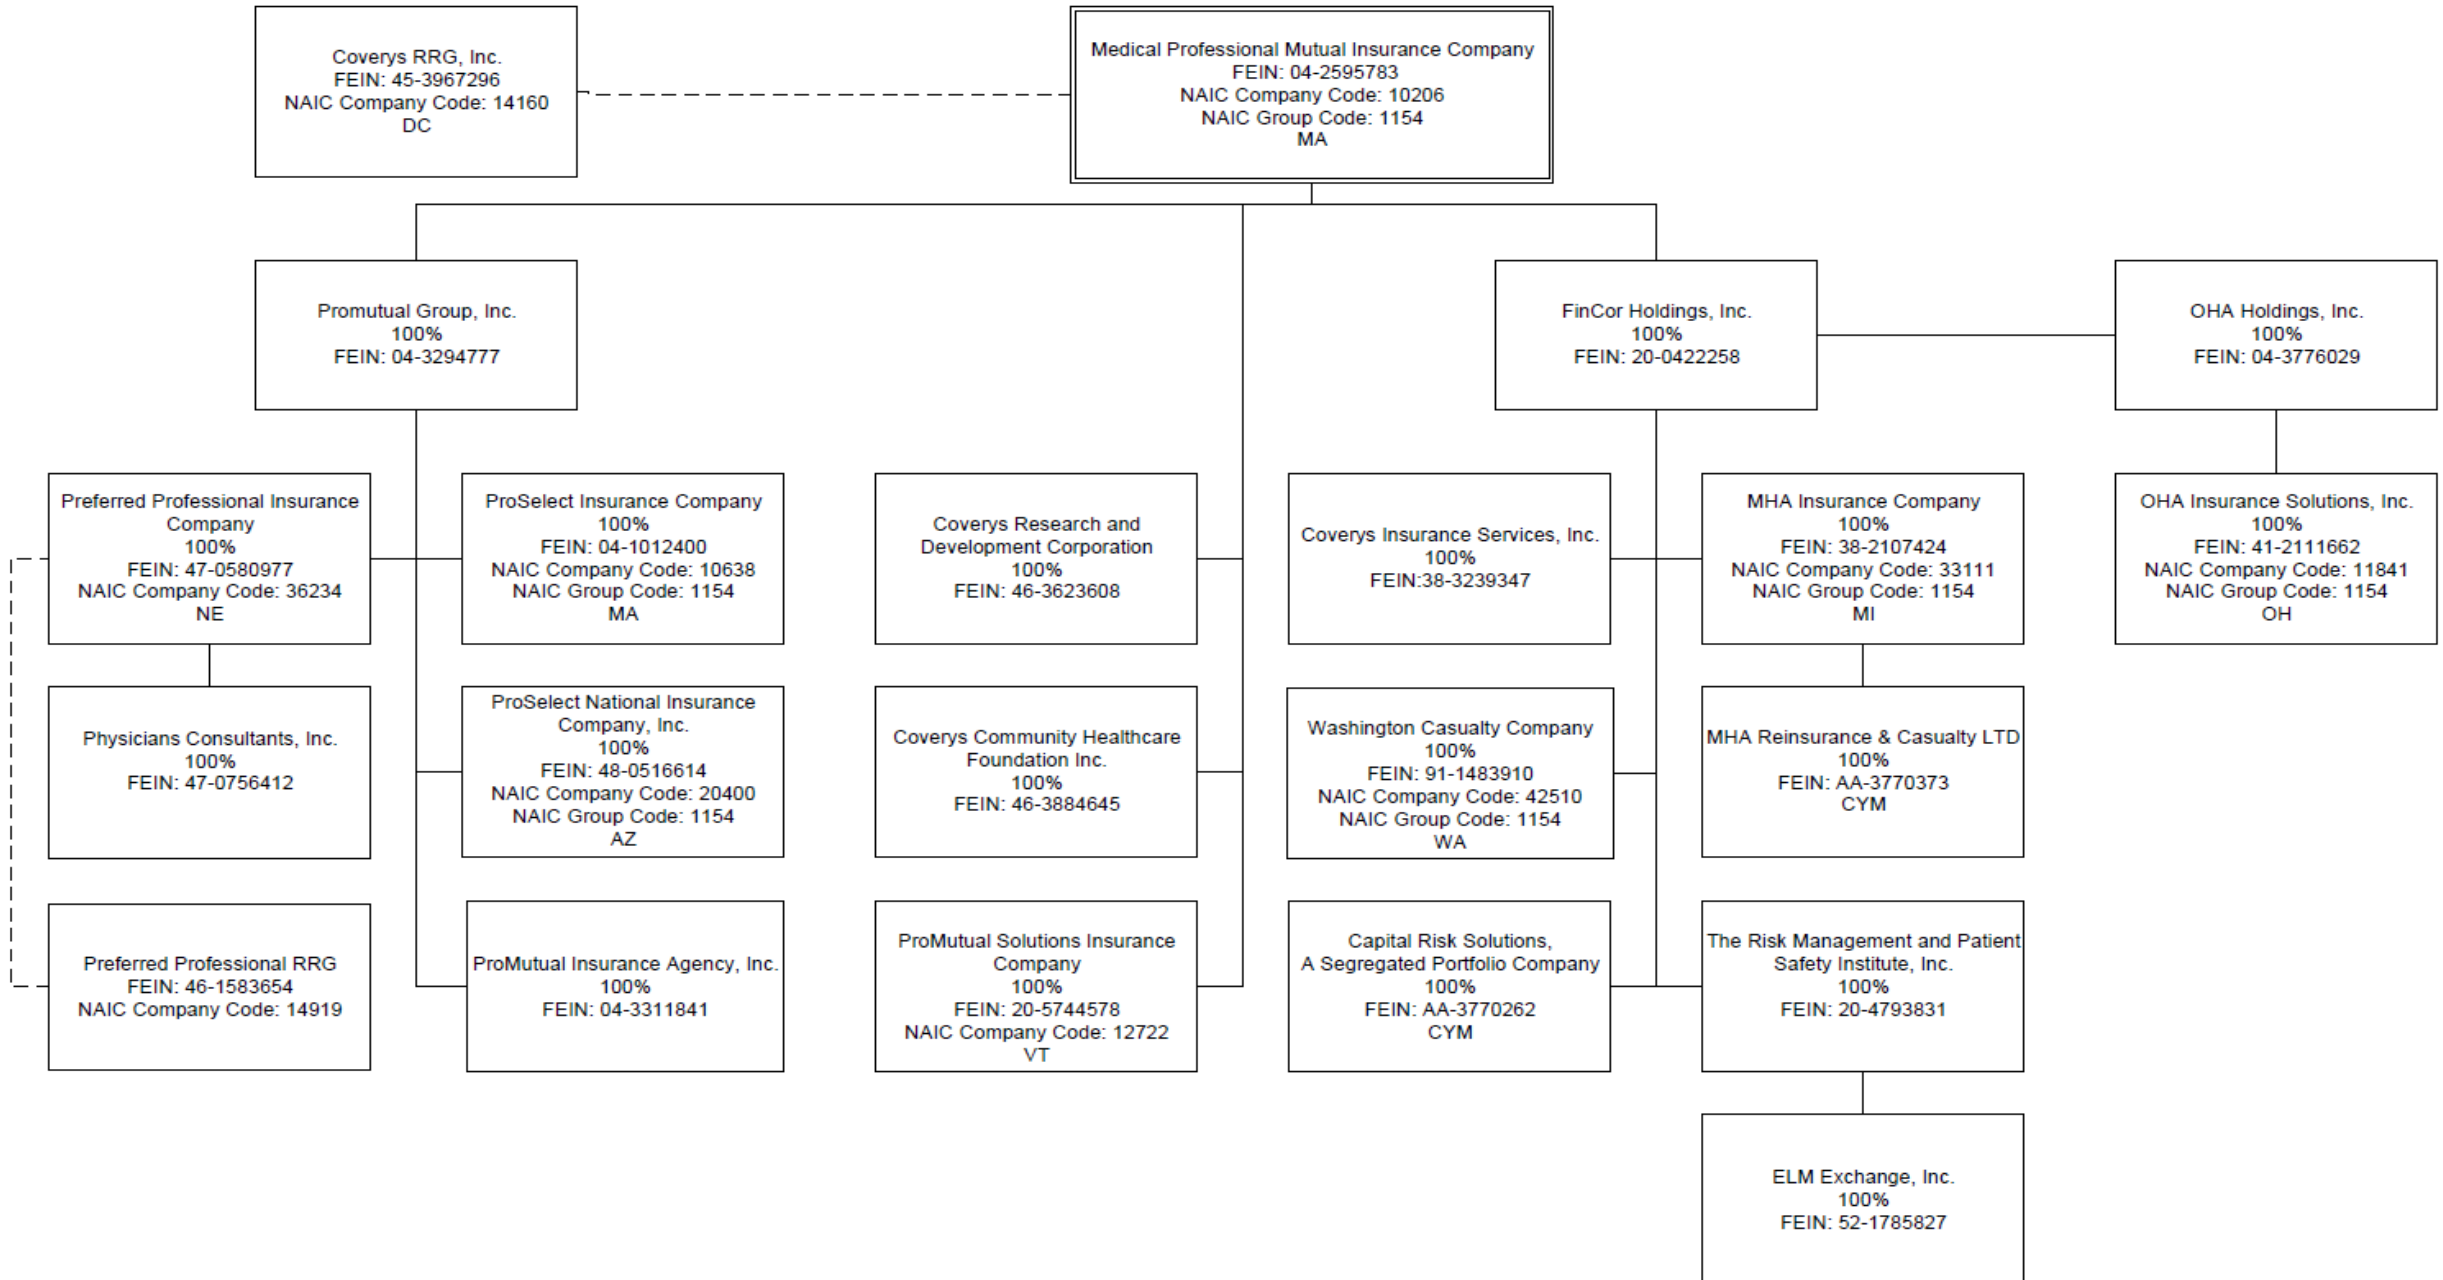 Coverys RRG, Inc.
FEIN: 45-3967296
NAIC Company Code: 14160
DC
Medical Professional Mutual Insurance Company
FEIN: 04-2595783
NAIC Company Code: 10206
NAIC Group Code: 1154
MA
Promutual Group, Inc.
100%
FEIN: 04-3294777
FinCor Holdings, Inc.
100%
FEIN: 20-0422258
OHA Holdings, Inc.
100%
FEIN: 04-3776029
Preferred Professional Insurance
Company
100%
FEIN: 47-0580977
NAIC Company Code: 36234
NE
ProSelect Insurance Company
100%
FEIN: 04-1012400
NAIC Company Code: 10638
NAIC Group Code: 1154
MA
Coverys Research and
Development Corporation
100%
FEIN: 46-3623608
Coverys Insurance Services, Inc.
100%
FEIN:38-3239347
MHA Insurance Company
100%
FEIN: 38-2107424
NAIC Company Code: 33111
NAIC Group Code: 1154
MI
OHA Insurance Solutions, Inc.
100%
FEIN: 41-2111662
NAIC Company Code: 11841
NAIC Group Code: 1154
OH
Physicians Consultants, Inc.
100%
FEIN: 47-0756412
ProSelect National Insurance
Company, Inc.
100%
FEIN: 48-0516614
NAIC Company Code: 20400
NAIC Group Code: 1154
AZ
Coverys Community Healthcare
Foundation Inc.
100%
FEIN: 46-3884645
Washington Casualty Company
100%
FEIN: 91-1483910
NAIC Company Code: 42510
NAIC Group Code: 1154
WA
MHA Reinsurance & Casualty LTD
100%
FEIN: AA-3770373
CYM
Preferred Professional RRG
FEIN: 46-1583654
NAIC Company Code: 14919
ProMutual Insurance Agency, Inc.
100%
FEIN: 04-3311841
ProMutual Solutions Insurance
Company
100%
FEIN: 20-5744578
NAIC Company Code: 12722
VT
Capital Risk Solutions,
A Segregated Portfolio Company
100%
FEIN: AA-3770262
CYM
The Risk Management and Patient
Safety Institute, Inc.
100%
FEIN: 20-4793831
ELM Exchange, Inc.
100%
FEIN: 52-1785827